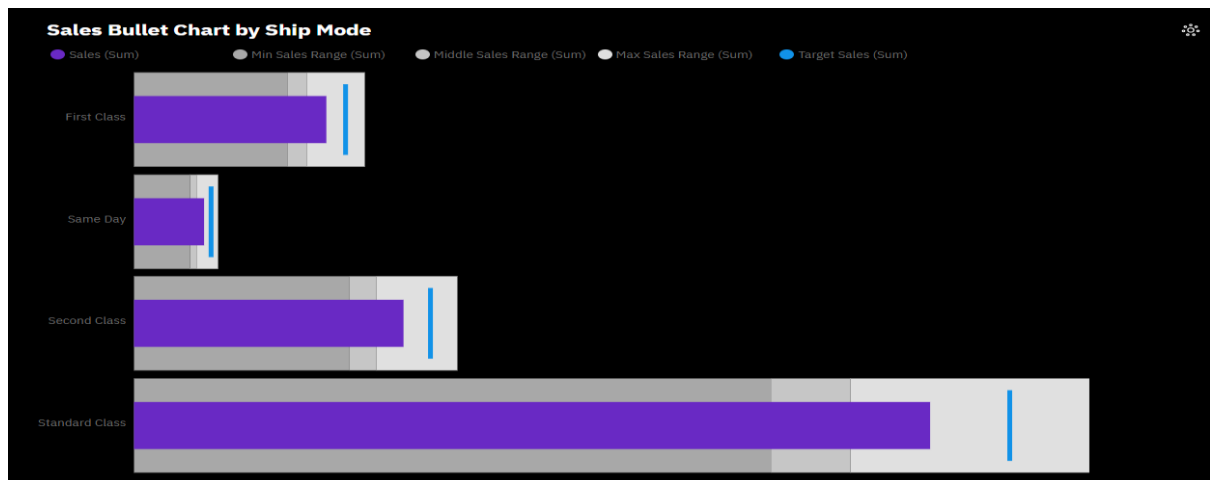 Sales Bullet Chart by Ship Mode
Sales (Sum) Min Sales Range (Sum) Middle Sales Range (Sum) Max Sales Range (Sum) Target Sales (Sum)
First Class
Same Day
Second Class
Standard Class